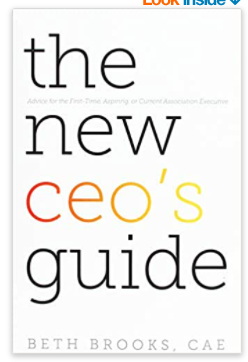 Look Inside
the
Advice for the First-Time, Aspiring, or Current Association Executive
new
ceo's
guide
BETH BROOKS, CAE